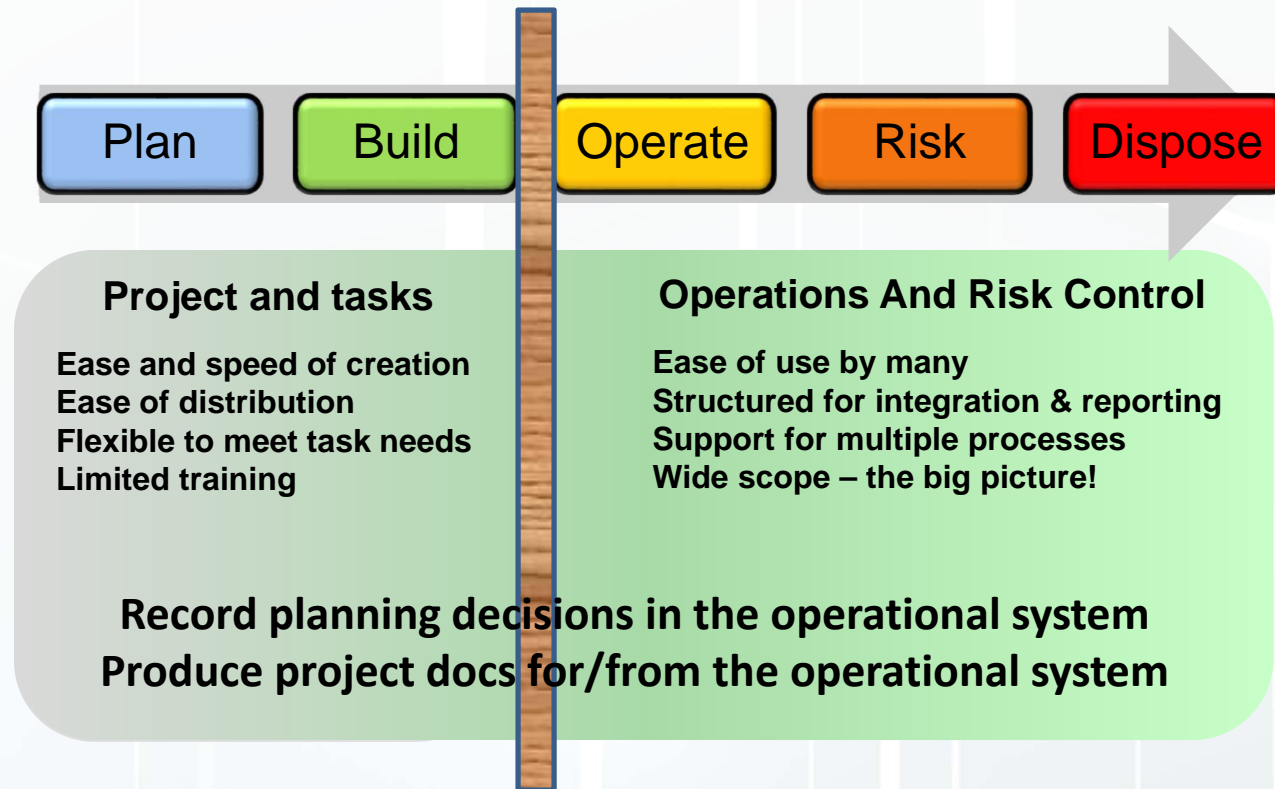 Plan
Build
Operate
Risk
Dispose
Project and tasks
Ease and speed of creation
Ease of distribution
Flexible to meet task needs
Limited training
Operations And Risk Control
Ease of use by many
Structured for integration & reporting
Support for multiple processes
Wide scope – the big picture!
Record planning decisions in the operational system
Produce project docs for/from the operational system